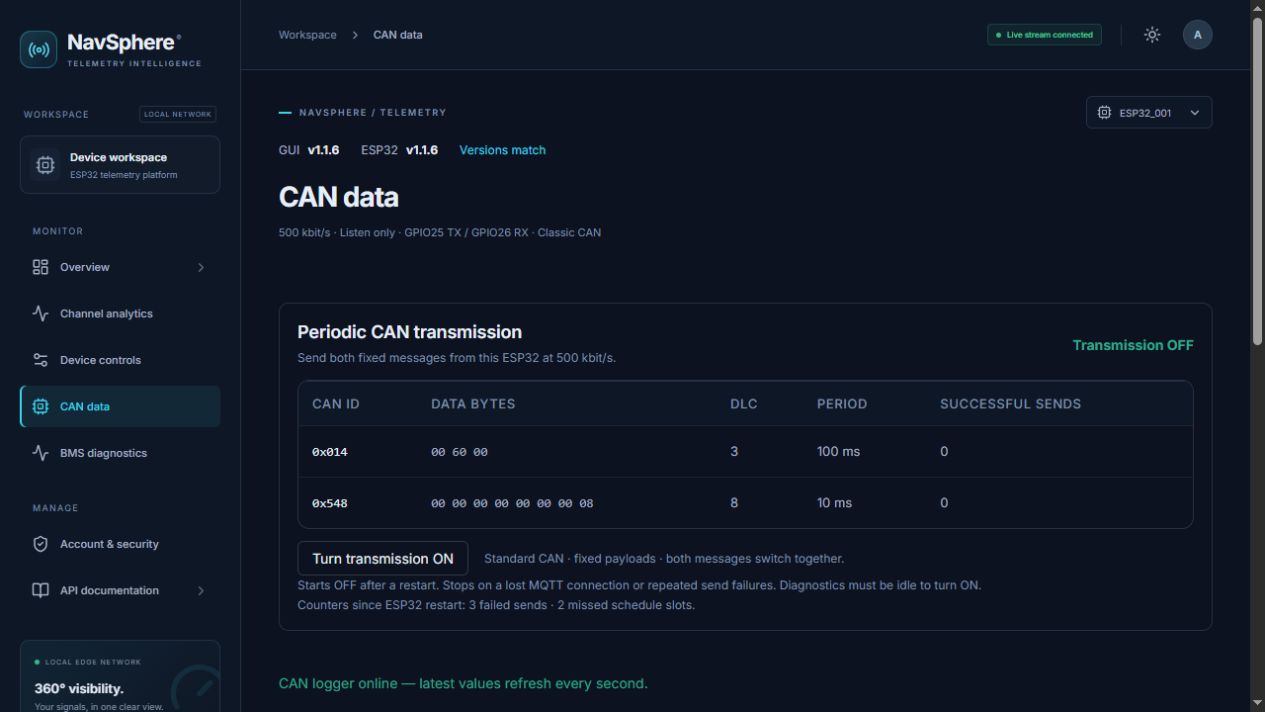 NavSphere°
TELEMETRY INTELLIGENCE
WORKSPACE LOCAL NETWORK
Device workspace
ESP32 telemetry platform
MONITOR
Overview
Channel analytics
Device controls
CAN data
BMS diagnostics
MANAGE
Account & security
API documentation
LOCAL EDGE NETWORK
360° visibility.
Your signals, in one clear view.
Workspace > CAN data
Live stream connected
A
NAVSPHERE / TELEMETRY
ESP32_001
GUI v1.1.6 ESP32 v1.1.6 Versions match
CAN data
500 kbit/s · Listen only · GPIO25 TX / GPIO26 RX · Classic CAN
Periodic CAN transmission
Send both fixed messages from this ESP32 at 500 kbit/s.
Transmission OFF
CAN ID DATA BYTES DLC PERIOD SUCCESSFUL SENDS
0x014 00 60 00 3 100 ms 0
0x548 00 00 00 00 00 00 00 08 8 10 ms 0
Turn transmission ON Standard CAN · fixed payloads · both messages switch together.
Starts OFF after a restart. Stops on a lost MQTT connection or repeated send failures. Diagnostics must be idle to turn ON.
Counters since ESP32 restart: 3 failed sends · 2 missed schedule slots.
CAN logger online — latest values refresh every second.